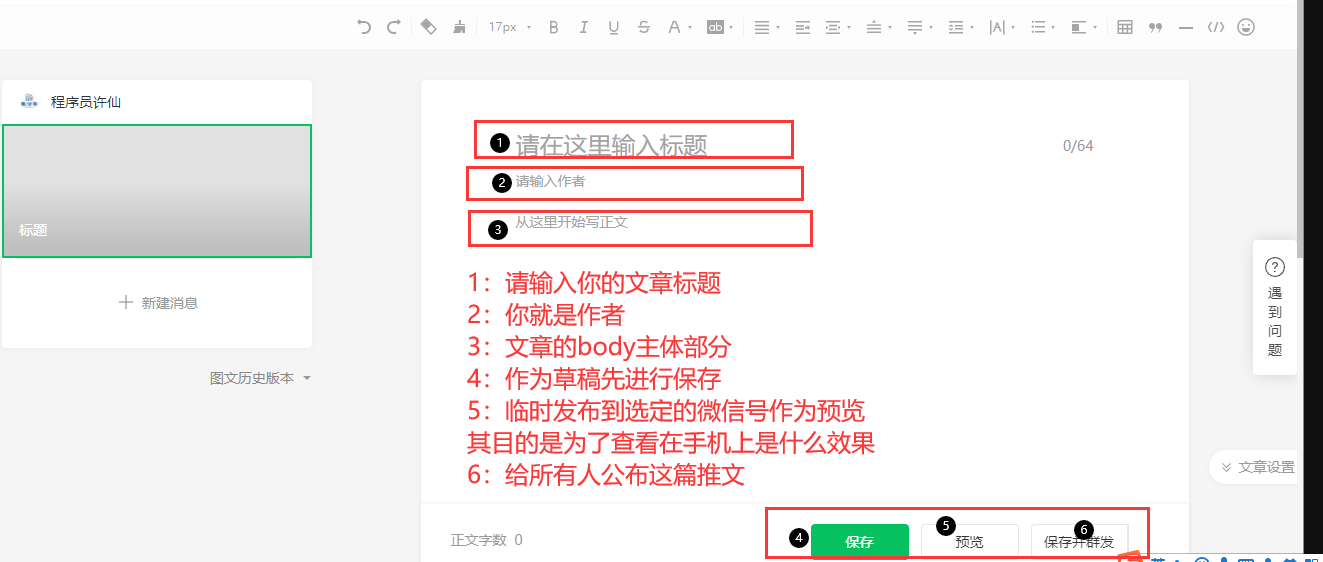 17px
程序员许仙
标题
新建消息
图文历史版本
1 请在这里输入标题
0/64
2 请输入作者
3 从这里开始写正文
1：请输入你的文章标题
2：你就是作者
3：文章的body主体部分
4：作为草稿先进行保存
5：临时发布到选定的微信号作为预览
其目的是为了查看在手机上是什么效果
6：给所有人公布这篇推文
遇到问题
文章设置
正文字数 0
4 保存
5 预览
6 保存并群发